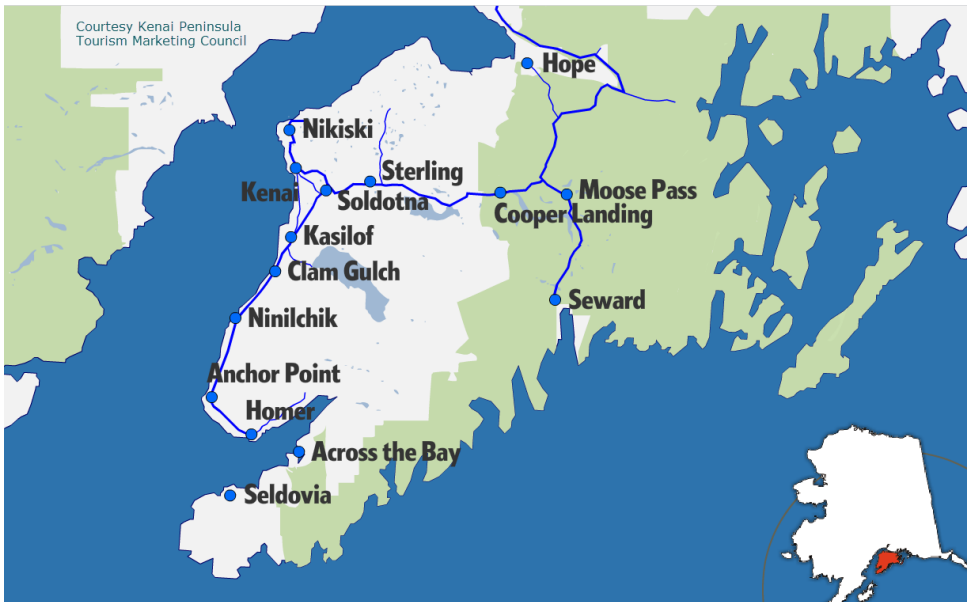 Courtesy Kenai Peninsula
Tourism Marketing Council
Hope
Nikiski
Sterling
Kenai
Soldotna
Moose Pass
Cooper Landing
Kasilof
Clam Gulch
Seward
Ninilchik
Anchor Point
Homer
Across the Bay
Seldovia